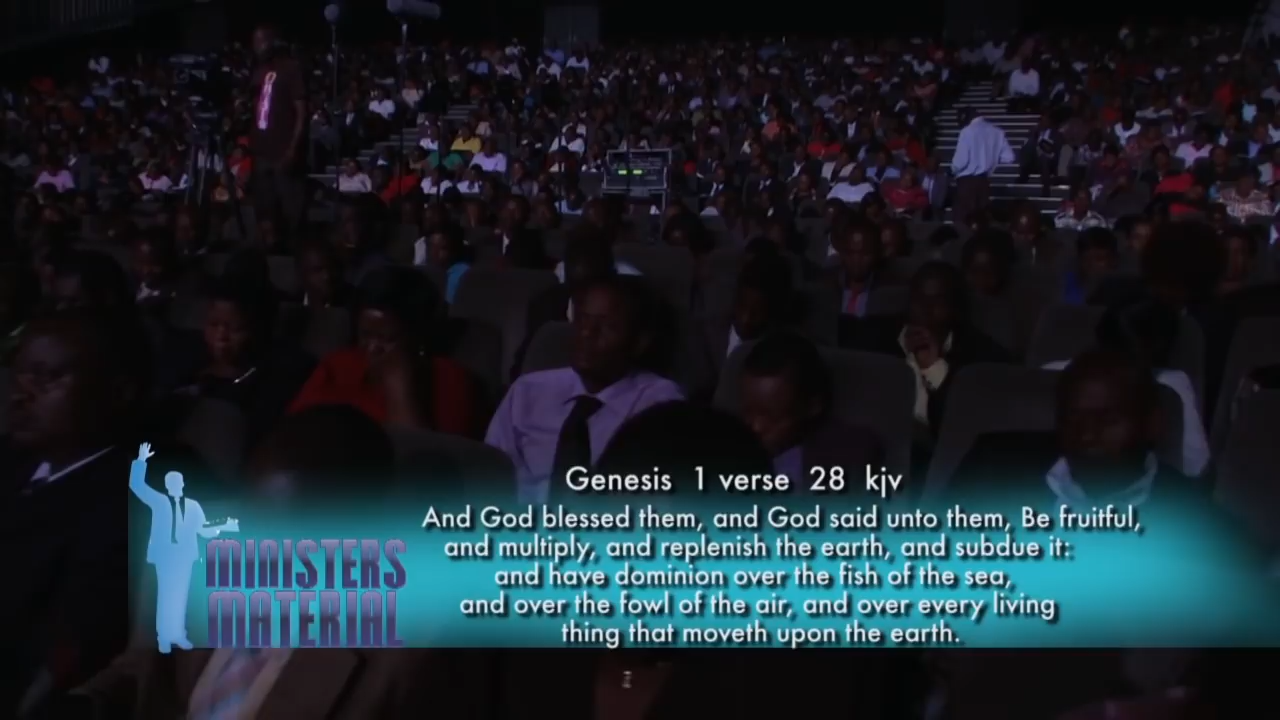 Genesis 1 verse 28 kjv
And God blessed them, and God said unto them, Be fruitful,
and multiply, and replenish the earth, and subdue it:
and have dominion over the fish of the sea,
and over the fowl of the air, and over every living
thing that moveth upon the earth.
MINISTERS
MATERIAL